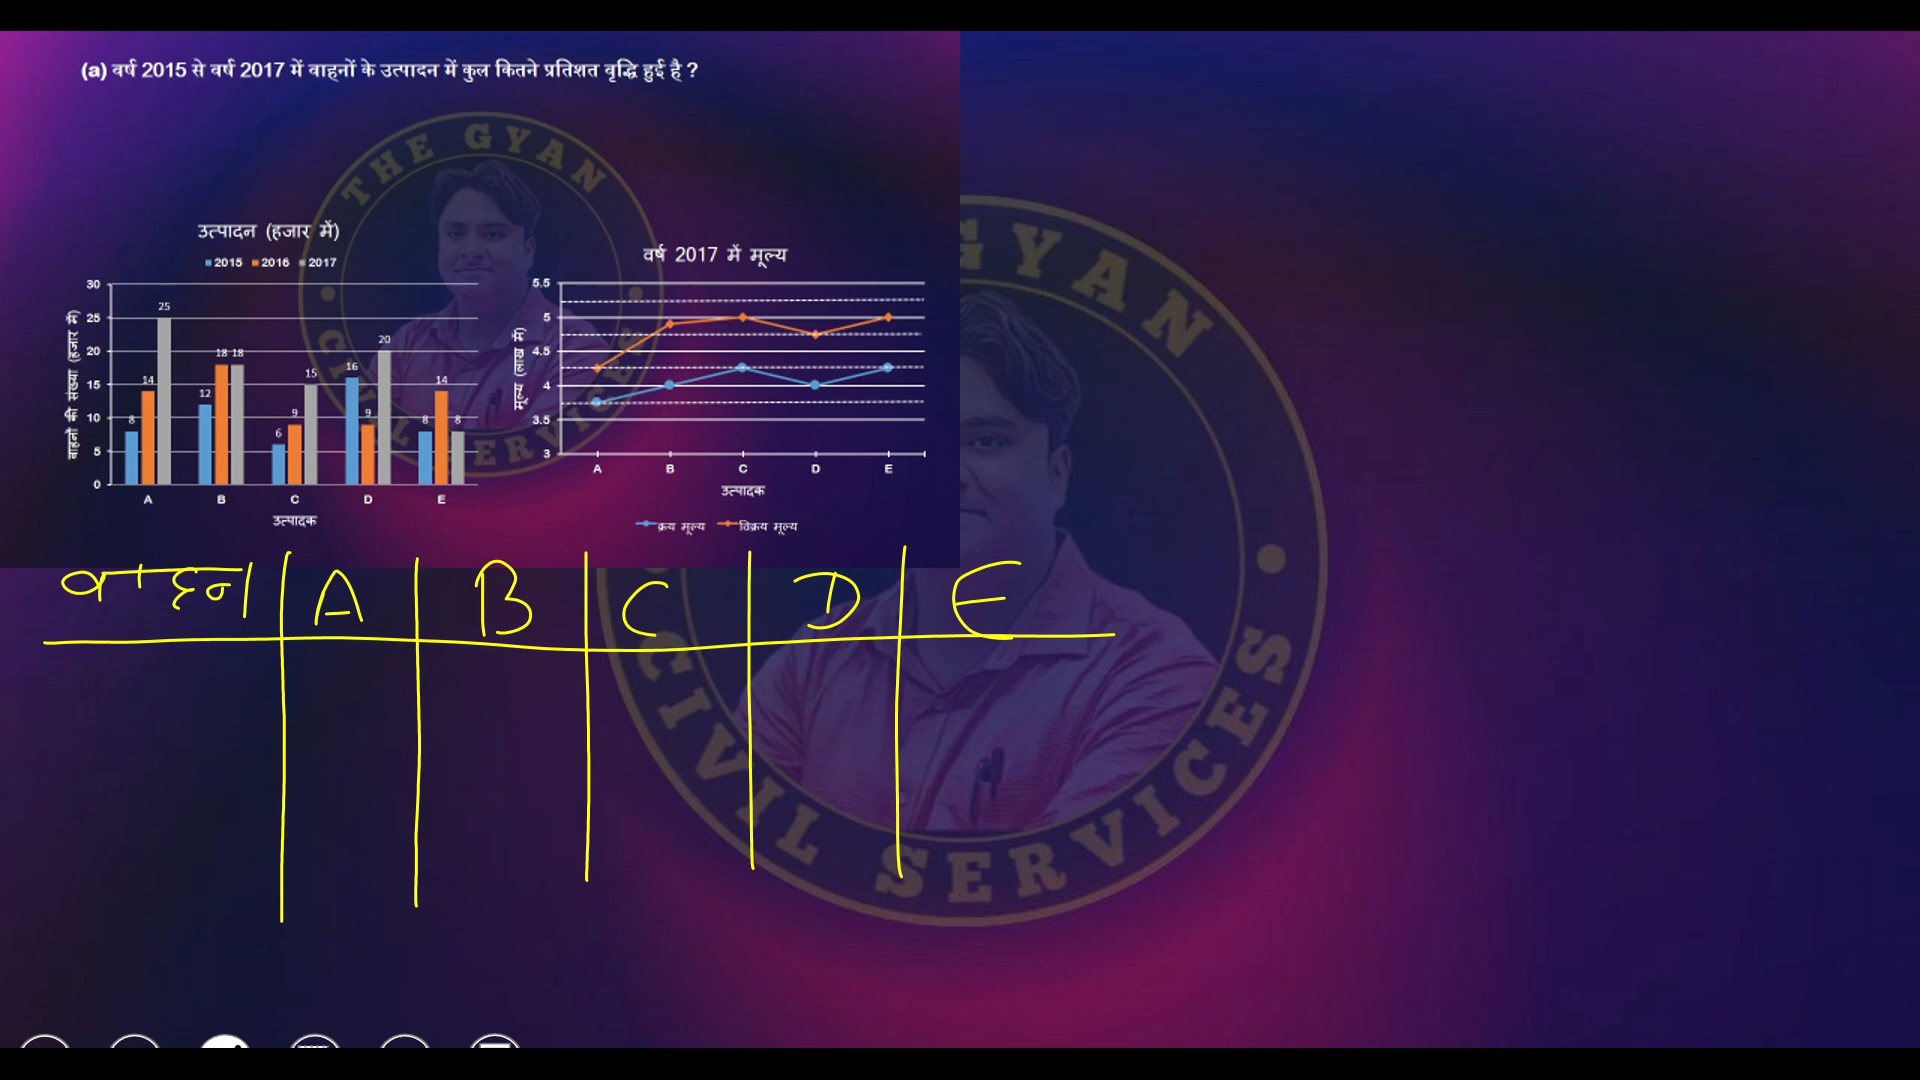 (a) वर्ष 2015 से वर्ष 2017 में वाहनों के उत्पादन में कुल कितने प्रतिशत वृद्धि हुई है ?
THE GYAN
CIVIL SERVICES
उत्पादन (हजार में)
2015 2016 2017
वाहनों की संख्या (हजार में)
30
25
20
15
10
5
0
8 14 25
12 18 18
6 9 15
16 9 20
8 14 8
A B C D E
उत्पादक
वर्ष 2017 में मूल्य
मूल्य (लाख में)
5.5
5
4.5
4
3.5
3
A B C D E
उत्पादक
क्रय मूल्य विक्रय मूल्य
GYAN
CIVIL SERVICES
वाहन A B C D E